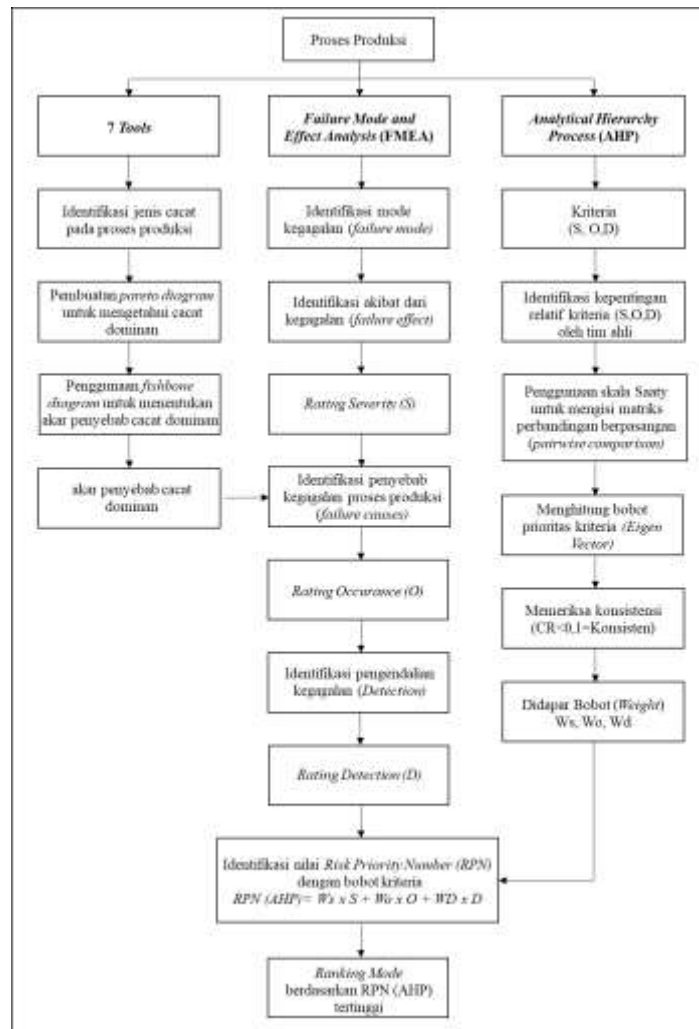 Proses Produksi
7 Tools
Identifikasi jenis cacat
pada proses produksi
Pembuatan pareto diagram
untuk mengetahui cacat
dominan
Penggunaan fishbone
diagram untuk menentukan
akar penyebab cacat dominan
akar penyebab cacat
dominan
Failure Mode and
Effect Analysis (FMEA)
Identifikasi mode
kegagalan (failure mode)
Identifikasi akibat dari
kegagalan (failure effect)
Rating Severity (S)
Identifikasi penyebab
kegagalan proses produksi
(failure causes)
Rating Occurance (O)
Identifikasi pengendalian
kegagalan (Detection)
Rating Detection (D)
Analytical Hierarchy
Process (AHP)
Kriteria
(S, O,D)
Identifikasi kepentingan
relatif kriteria (S,O,D)
oleh tim ahli
Penggunaan skala Saaty
untuk mengisi matriks
perbandingan berpasangan
(pairwise comparison)
Menghitung bobot
prioritas kriteria (Eigen
Vector)
Memeriksa konsistensi
(CR<0,1=Konsisten)
Didapar Bobot (Weight)
Ws, Wo, Wd
Identifikasi nilai Risk Priority Number (RPN)
dengan bobot kriteria
RPN (AHP)= Ws x S + Wo x O + WD x D
Ranking Mode
berdasarkan RPN (AHP)
tertinggi